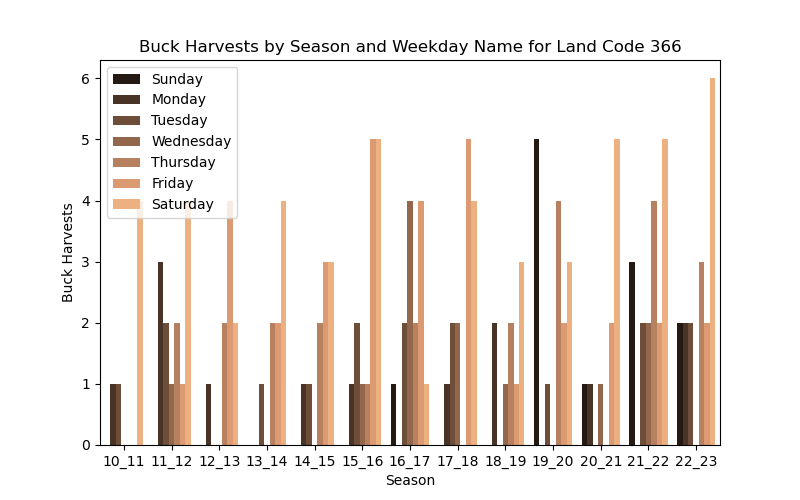 Buck Harvests by Season and Weekday Name for Land Code 366
Sunday
Monday
Tuesday
Wednesday
Thursday
Friday
Saturday
6
5
4
3
2
1
0
Buck Harvests
10_11 11_12 12_13 13_14 14_15 15_16 16_17 17_18 18_19 19_20 20_21 21_22 22_23
Season